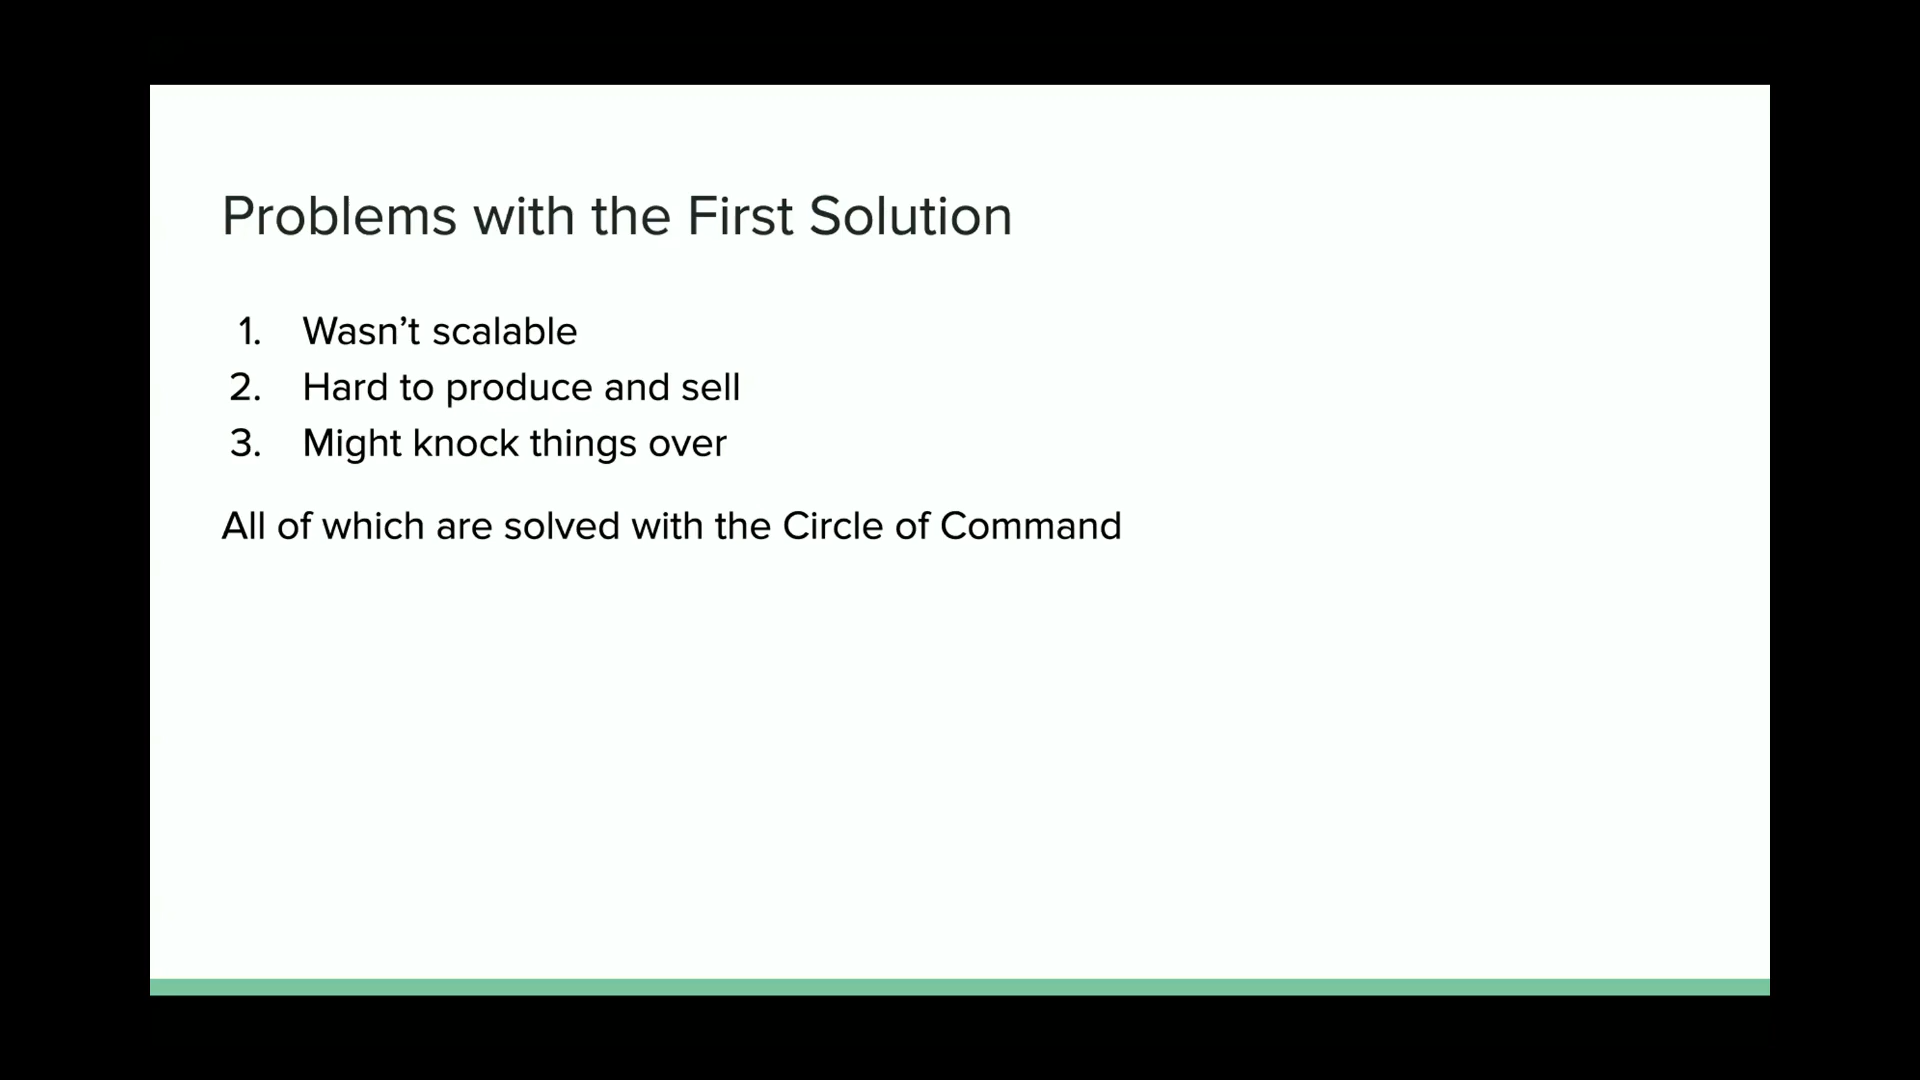 Problems with the First Solution
1. Wasn’t scalable
2. Hard to produce and sell
3. Might knock things over
All of which are solved with the Circle of Command